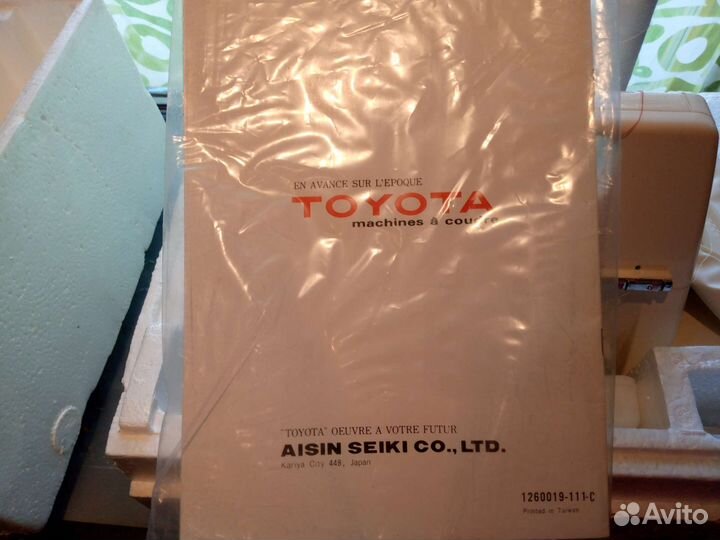 EN AVANCE SUR L'EPOQUE
TOYOTA
machines à coudre
"TOYOTA" OEUVRE A VOTRE FUTUR
AISIN SEIKI CO., LTD.
Kariya City 448, Japan
1260019-111-C
Printed in Taiwan
Avito